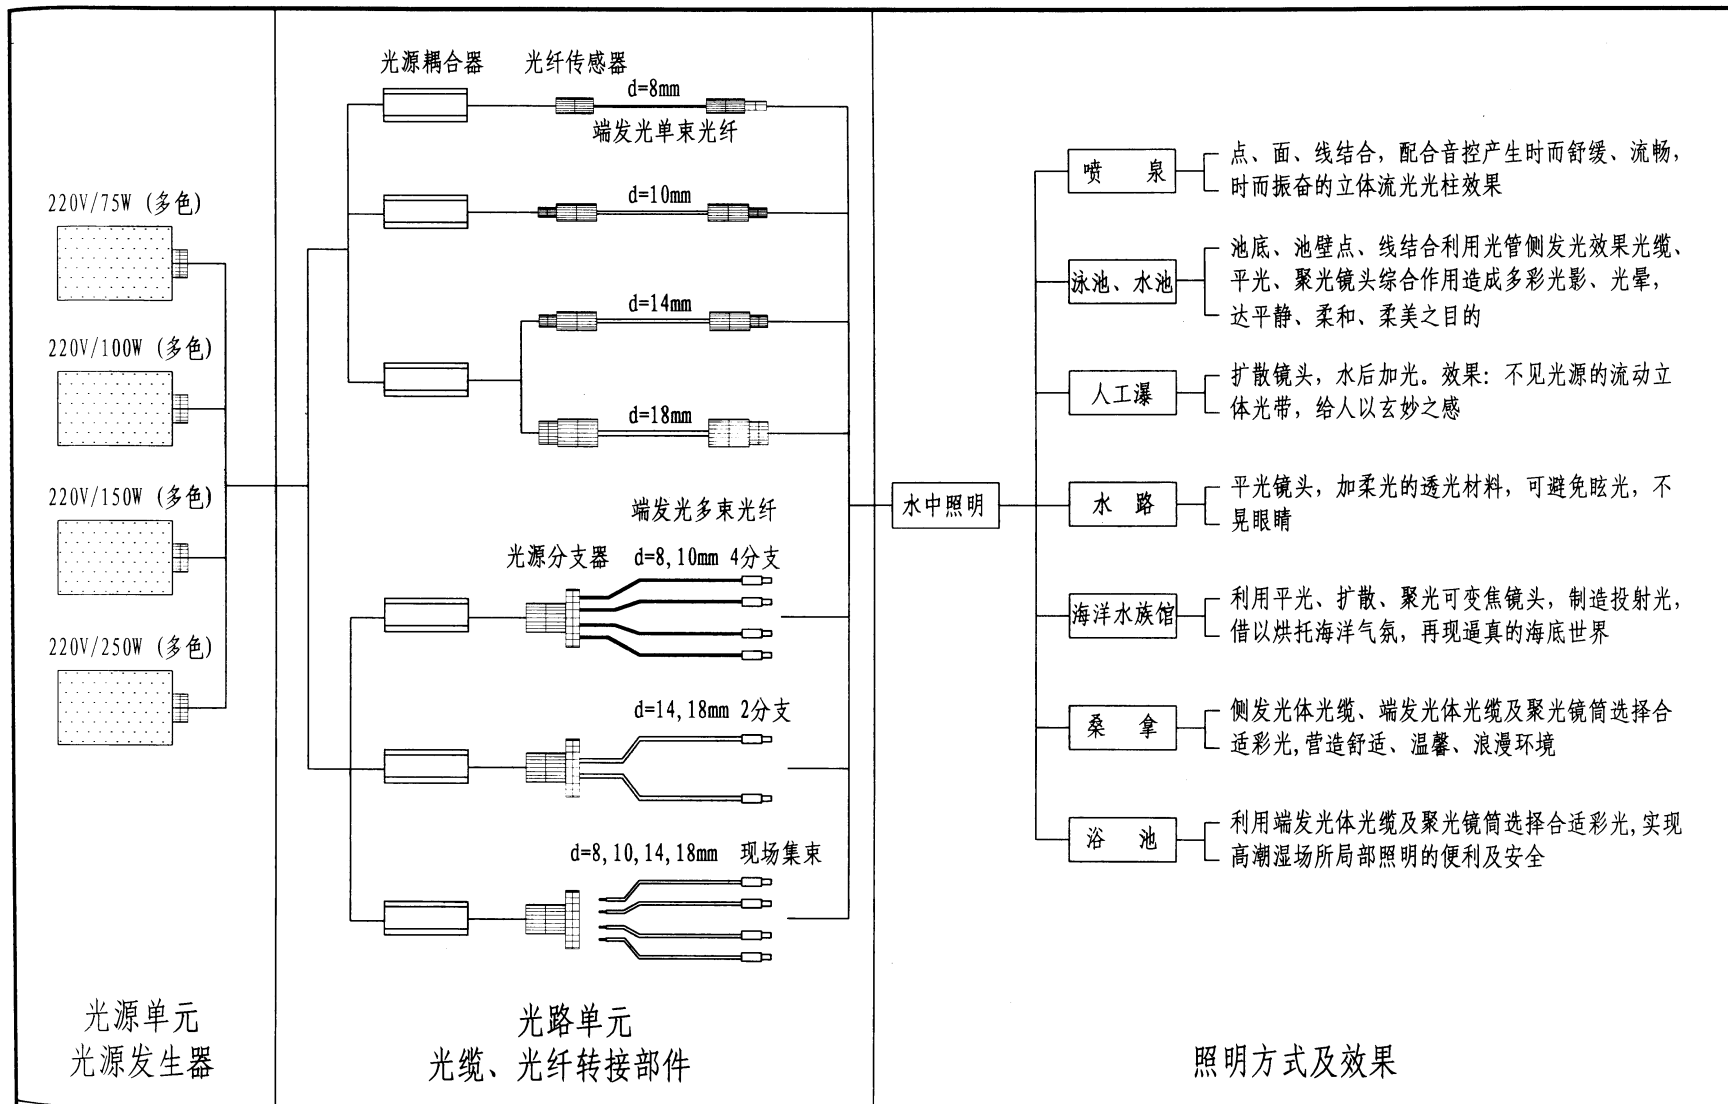 220V/75W (多色)
220V/100W (多色)
220V/150W (多色)
220V/250W (多色)
光源单元
光源发生器
光源耦合器
光纤传感器
d=8mm
端发光单束光纤
d=10mm
d=14mm
d=18mm
端发光多束光纤
光源分支器
d=8,10mm 4分支
d=14,18mm 2分支
d=8,10,14,18mm 现场集束
光路单元
光缆、光纤转接部件
水中照明
喷 泉
点、面、线结合，配合音控产生时而舒缓、流畅，
时而振奋的立体流光光柱效果
泳池、水池
池底、池壁点、线结合利用光管侧发光效果光缆、
平光、聚光镜头综合作用造成多彩光影、光晕，
达平静、柔和、柔美之目的
人工瀑
扩散镜头，水后加光。效果：不见光源的流动立
体光带，给人以玄妙之感
水 路
平光镜头，加柔光的透光材料，可避免眩光，不
晃眼睛
海洋水族馆
利用平光、扩散、聚光可变焦镜头，制造投射光，
借以烘托海洋气氛，再现逼真的海底世界
桑 拿
侧发光体光缆、端发光体光缆及聚光镜筒选择合
适彩光,营造舒适、温馨、浪漫环境
浴 池
利用端发光体光缆及聚光镜筒选择合适彩光,实现
高潮湿场所局部照明的便利及安全
照明方式及效果